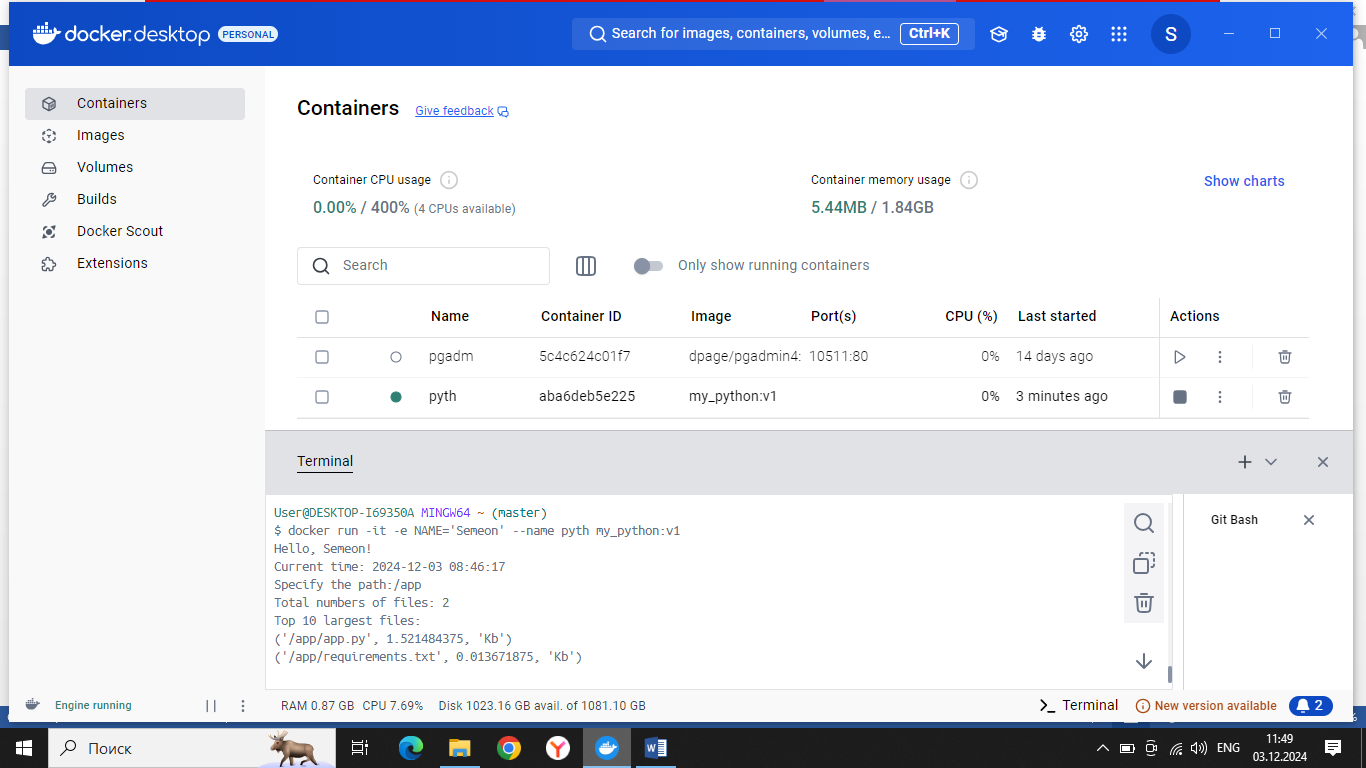 docker.desktop PERSONAL
Search for images, containers, volumes, e... Ctrl+K
S
Containers
Images
Volumes
Builds
Docker Scout
Extensions
Containers Give feedback
Container CPU usage
0.00% / 400% (4 CPUs available)
Container memory usage
5.44MB / 1.84GB
Show charts
Search
Only show running containers
Name Container ID Image Port(s) CPU (%) Last started Actions
pgadm 5c4c624c01f7 dpage/pgadmin4: 10511:80 0% 14 days ago
pyth aba6deb5e225 my_python:v1 0% 3 minutes ago
Terminal
User@DESKTOP-I69350A MINGW64 ~ (master)
$ docker run -it -e NAME='Semeon' --name pyth my_python:v1
Hello, Semeon!
Current time: 2024-12-03 08:46:17
Specify the path:/app
Total numbers of files: 2
Top 10 largest files:
('/app/app.py', 1.521484375, 'Kb')
('/app/requirements.txt', 0.013671875, 'Kb')
Git Bash
Engine running
RAM 0.87 GB CPU 7.69% Disk 1023.16 GB avail. of 1081.10 GB
Terminal
New version available
2
Поиск
ENG
11:49
03.12.2024